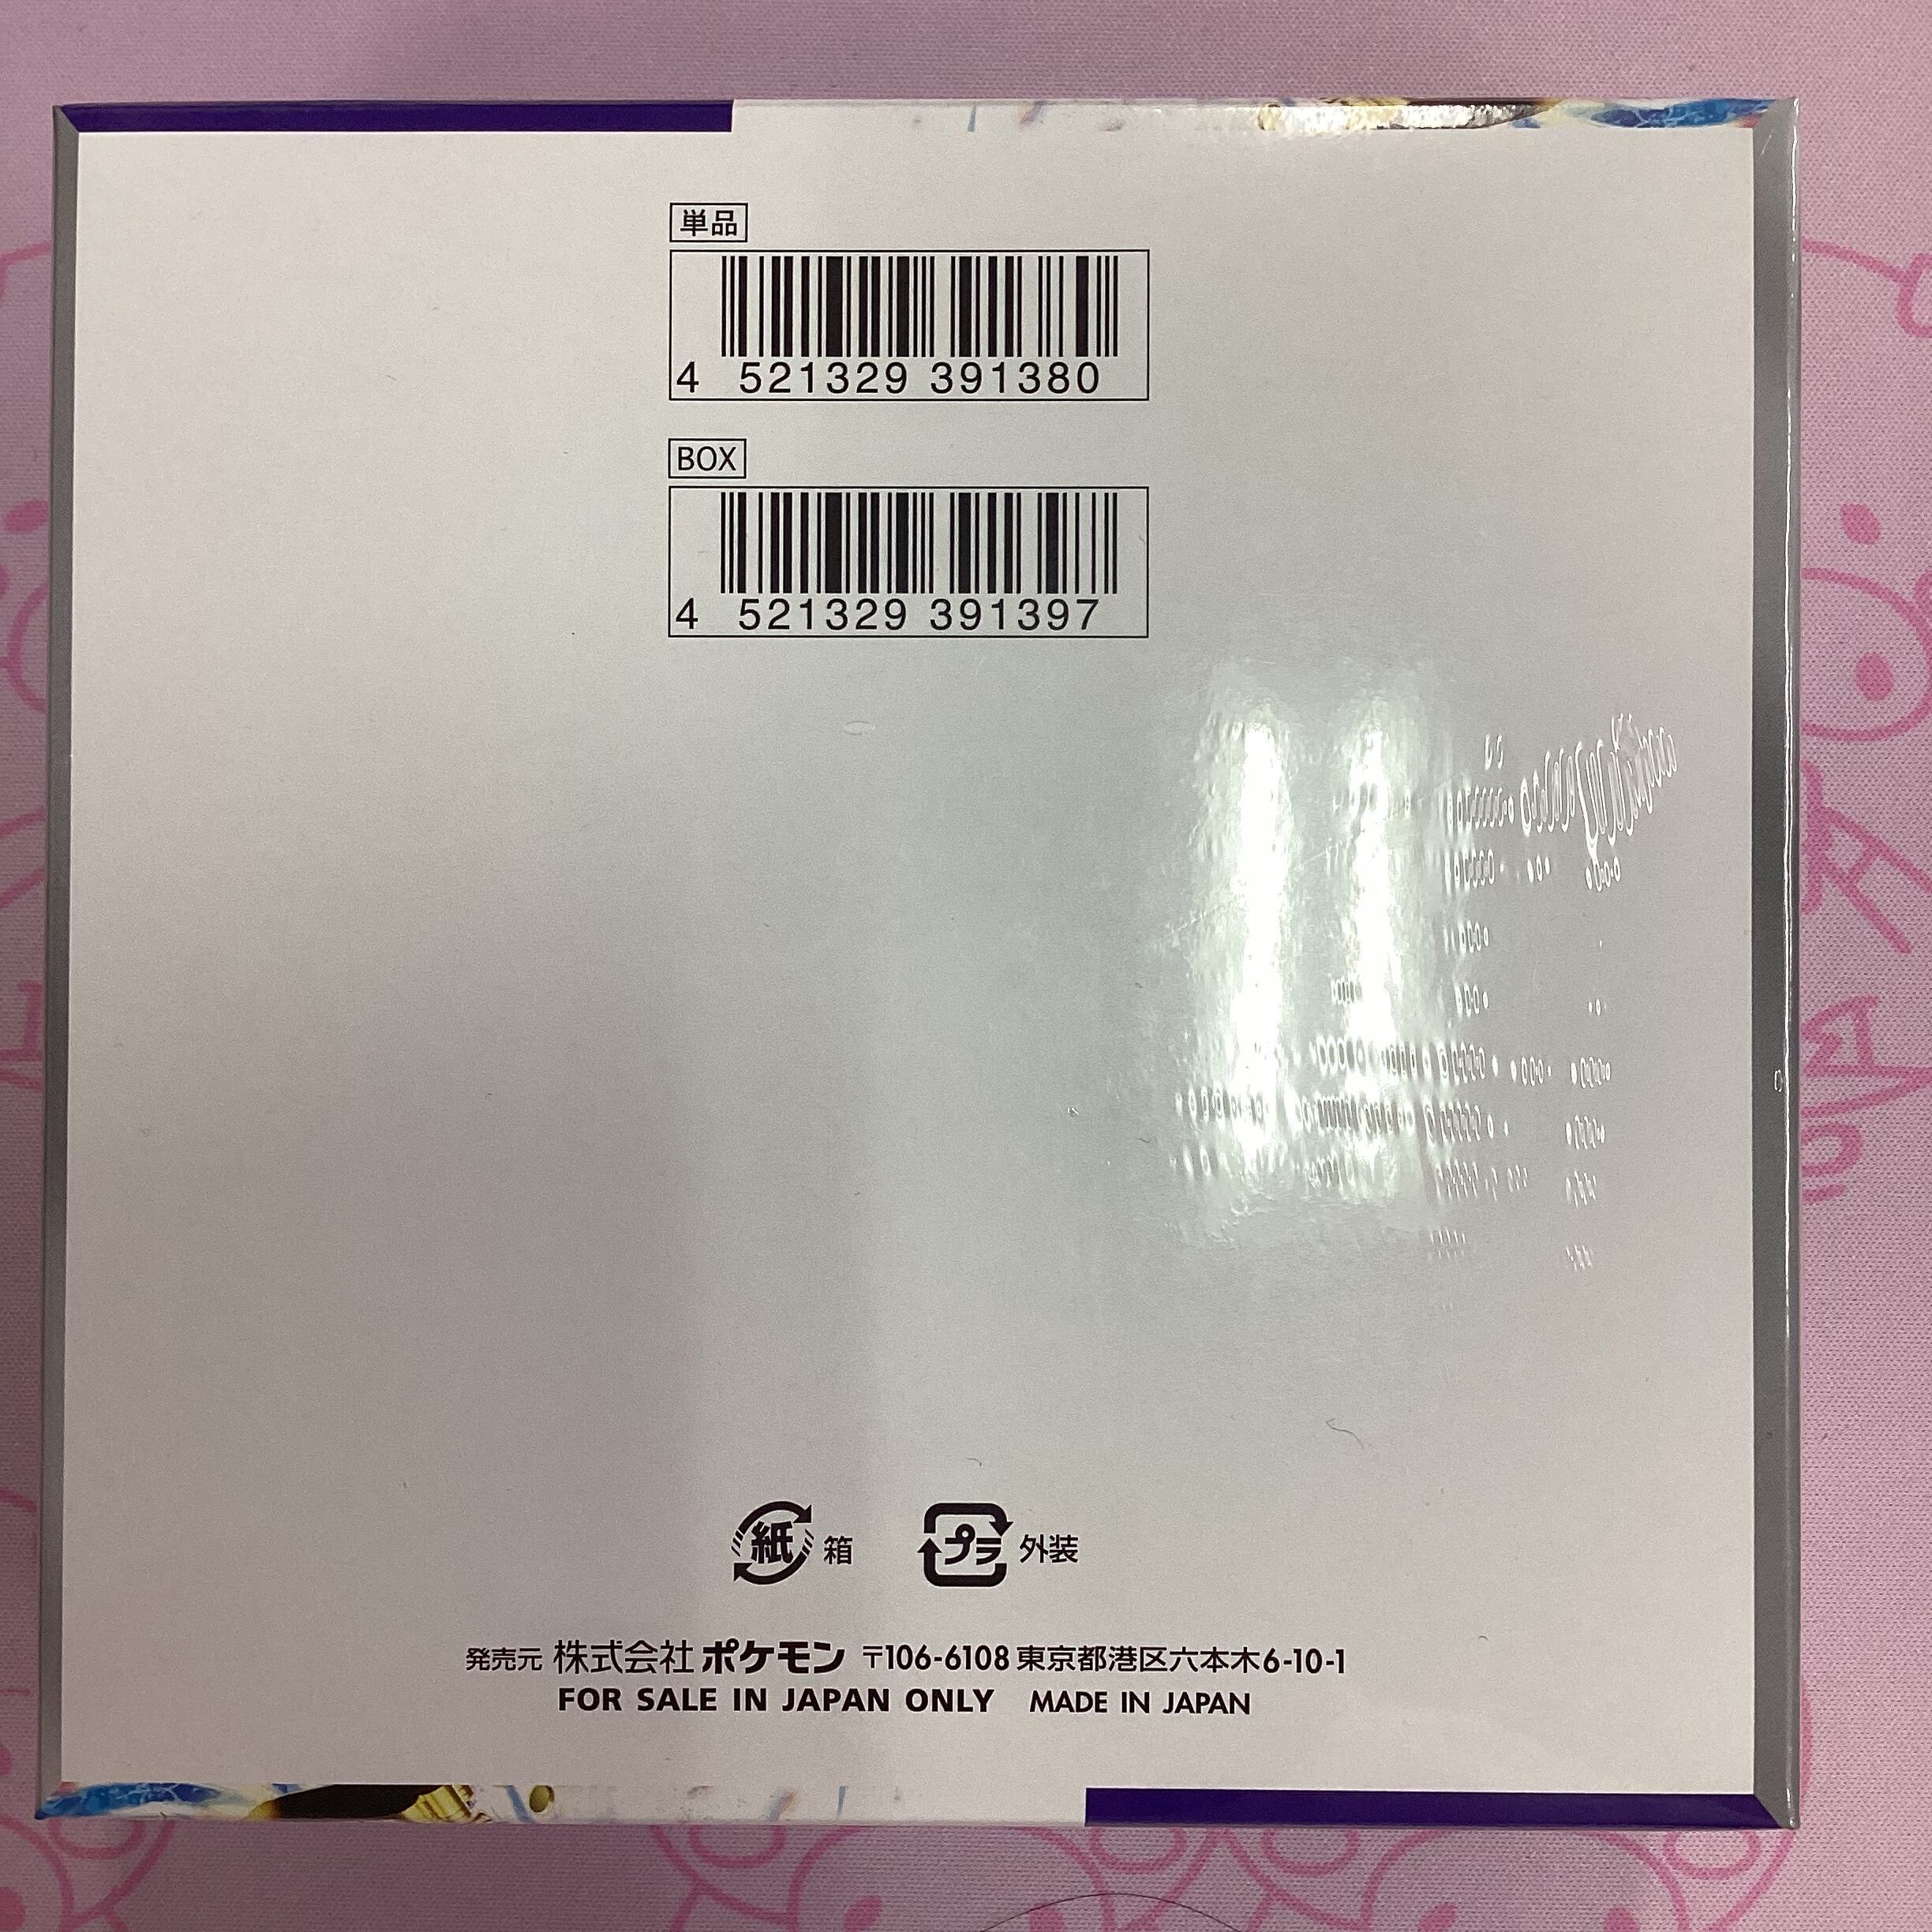 単品
4 521329 391380
BOX
4 521329 391397
紙 箱 プラ 外装
発売元 株式会社 ポケモン 〒106-6108 東京都港区六本木6-10-1
FOR SALE IN JAPAN ONLY MADE IN JAPAN